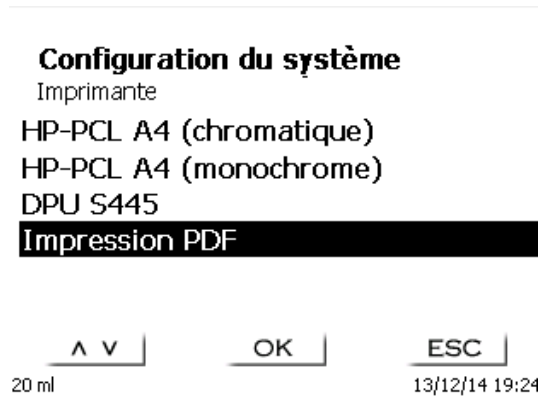 Configuration du système
Imprimante
HP-PCL A4 (chromatique)
HP-PCL A4 (monochrome)
DPU S445
Impression PDF
∧ ∨ OK ESC
20 ml 13/12/14 19:24